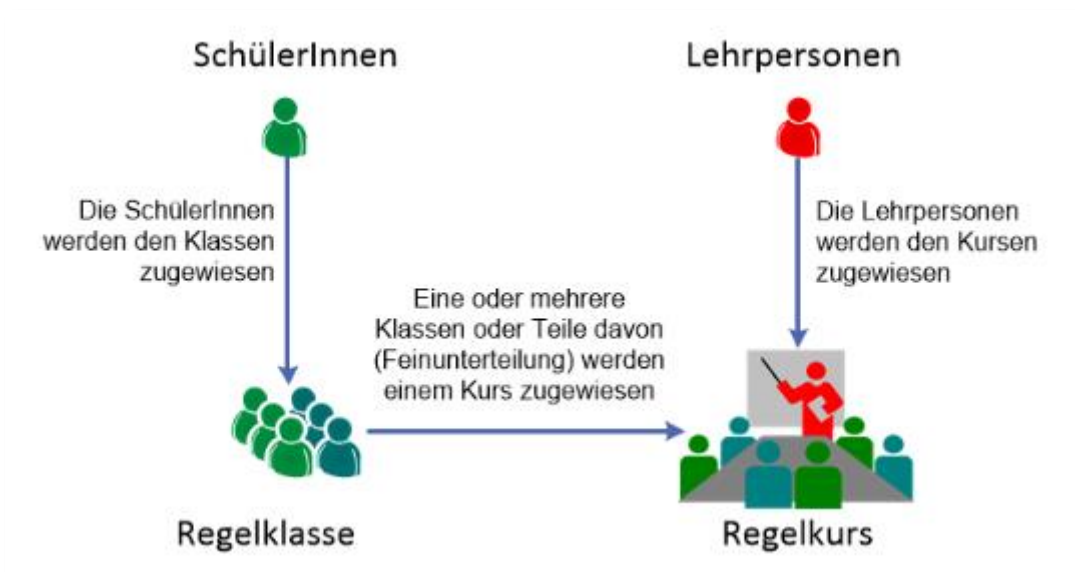 SchülerInnen
Lehrpersonen
Die SchülerInnen
werden den Klassen
zugewiesen
Die Lehrpersonen
werden den Kursen
zugewiesen
Eine oder mehrere
Klassen oder Teile davon
(Feinunterteilung) werden
einem Kurs zugewiesen
Regelklasse
Regelkurs